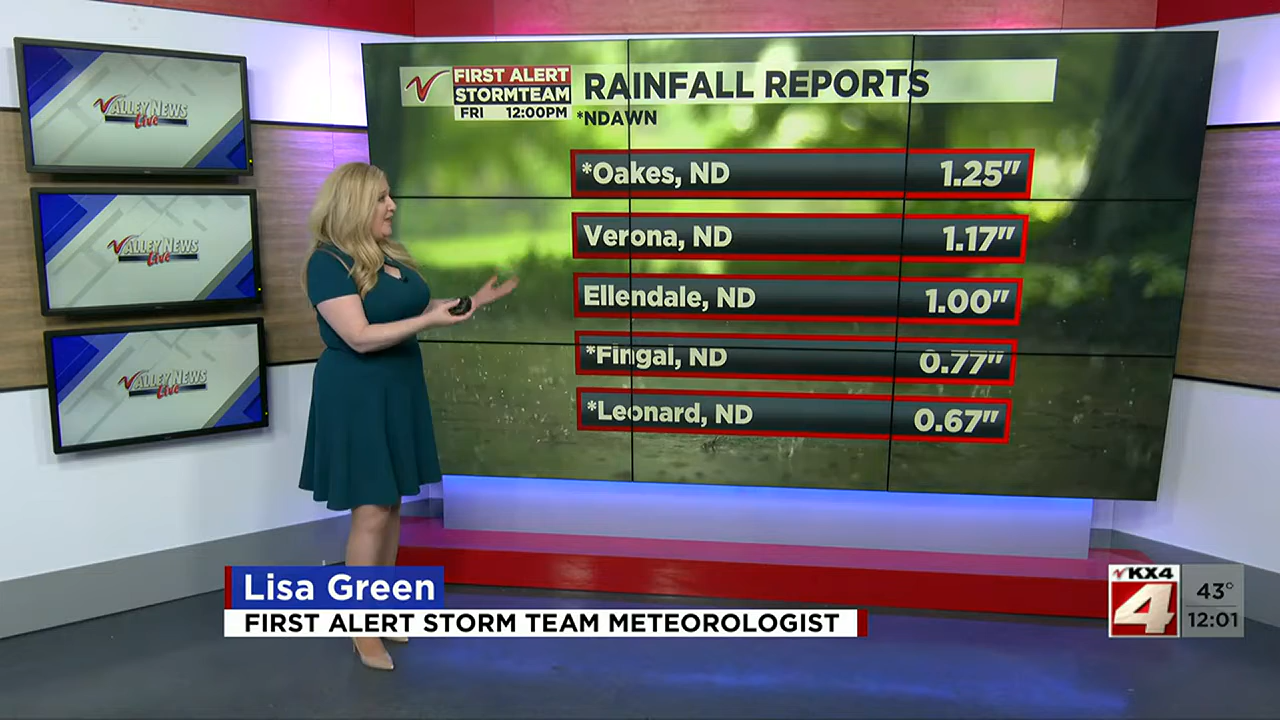 VALLEY NEWS
Live
VALLEY NEWS
Live
VALLEY NEWS
Live
FIRST ALERT
STORMTEAM
FRI 12:00PM
RAINFALL REPORTS
*NDAWN
*Oakes, ND 1.25"
Verona, ND 1.17"
Ellendale, ND 1.00"
*Fingal, ND 0.77"
*Leonard, ND 0.67"
Lisa Green
FIRST ALERT STORM TEAM METEOROLOGIST
KX4
4
43°
12:01